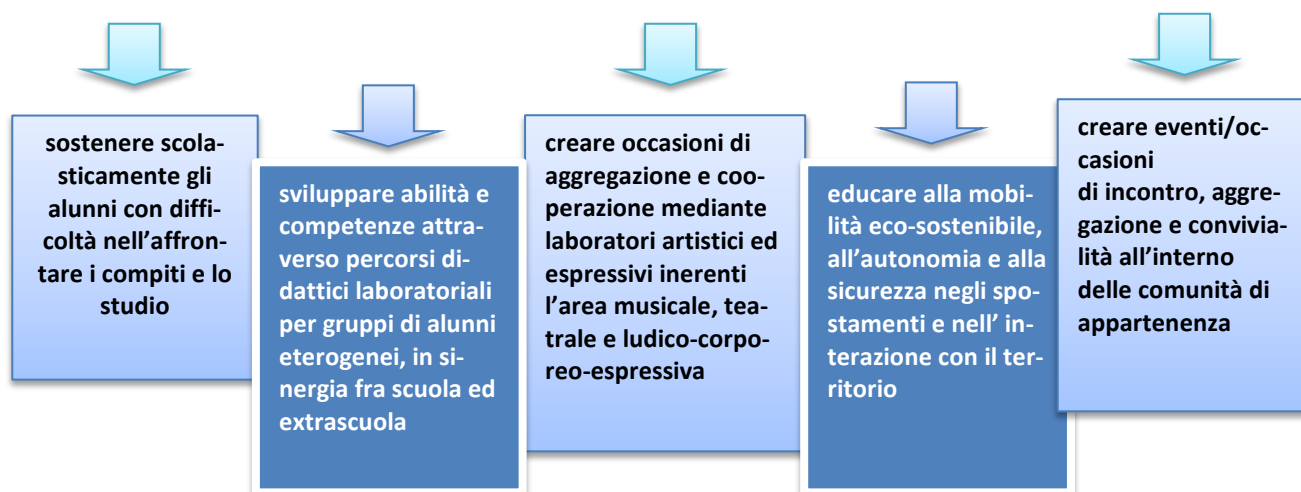 sostenere scola-
sticamente gli
alunni con diffi-
coltà nell’affron-
tare i compiti e lo
studio
sviluppare abilità e
competenze attra-
verso percorsi di-
dattici laboratoriali
per gruppi di alunni
eterogenei, in si-
nergia fra scuola ed
extrascuola
creare occasioni di
aggregazione e coo-
perazione mediante
laboratori artistici ed
espressivi inerenti
l’area musicale, tea-
trale e ludico-corpo-
reo-espressiva
educare alla mobi-
lità eco-sostenibile,
all’autonomia e alla
sicurezza negli spo-
stamenti e nell’ in-
terazione con il ter-
ritorio
creare eventi/oc-
casioni
di incontro, aggre-
gazione e convivia-
lità all’interno
delle comunità di
appartenenza